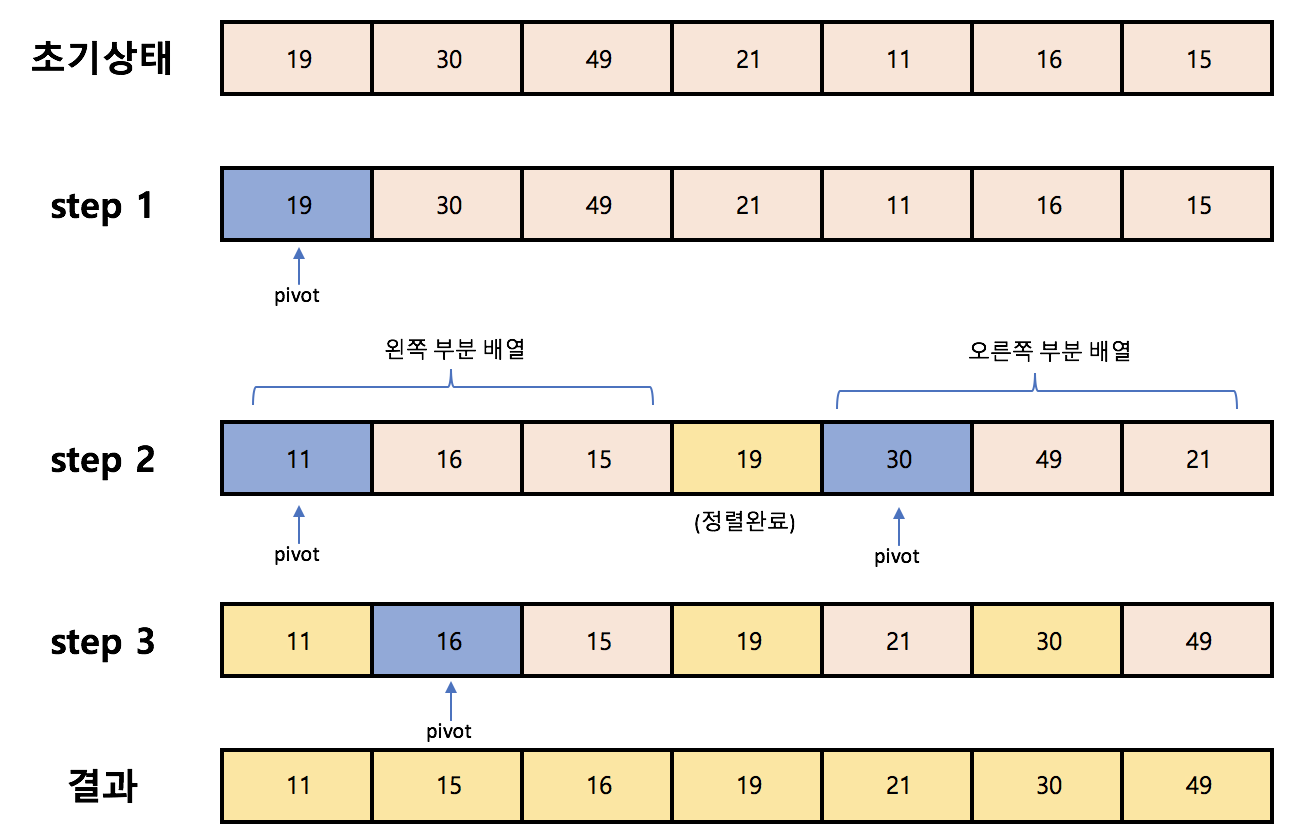 초기상태 19 30 49 21 11 16 15
step 1 19 30 49 21 11 16 15
pivot
왼쪽 부분 배열 오른쪽 부분 배열
step 2 11 16 15 19 30 49 21
(정렬완료)
pivot pivot
step 3 11 16 15 19 21 30 49
pivot
결과 11 15 16 19 21 30 49